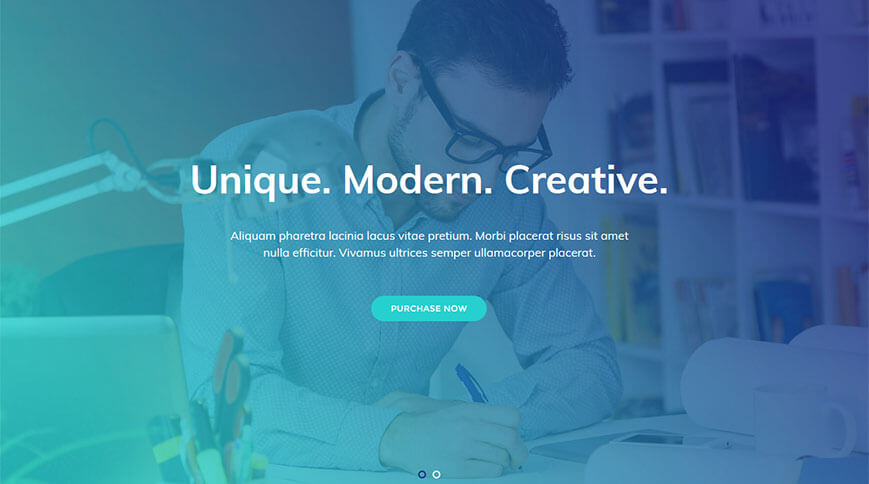 Unique. Modern. Creative.
Aliquam pharetra lacinia lacus vitae pretium. Morbi placerat risus sit amet
nulla efficitur. Vivamus ultrices semper ullamacorper placerat.
PURCHASE NOW